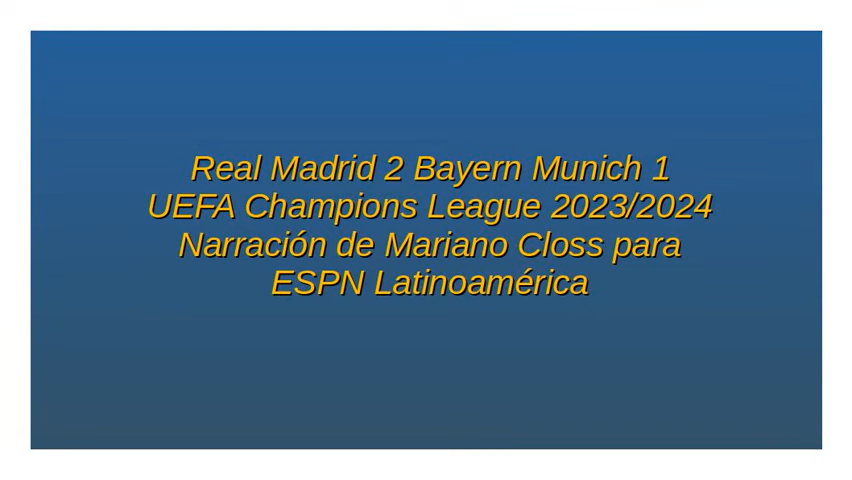 Real Madrid 2 Bayern Munich 1
UEFA Champions League 2023/2024
Narración de Mariano Closs para
ESPN Latinoamérica